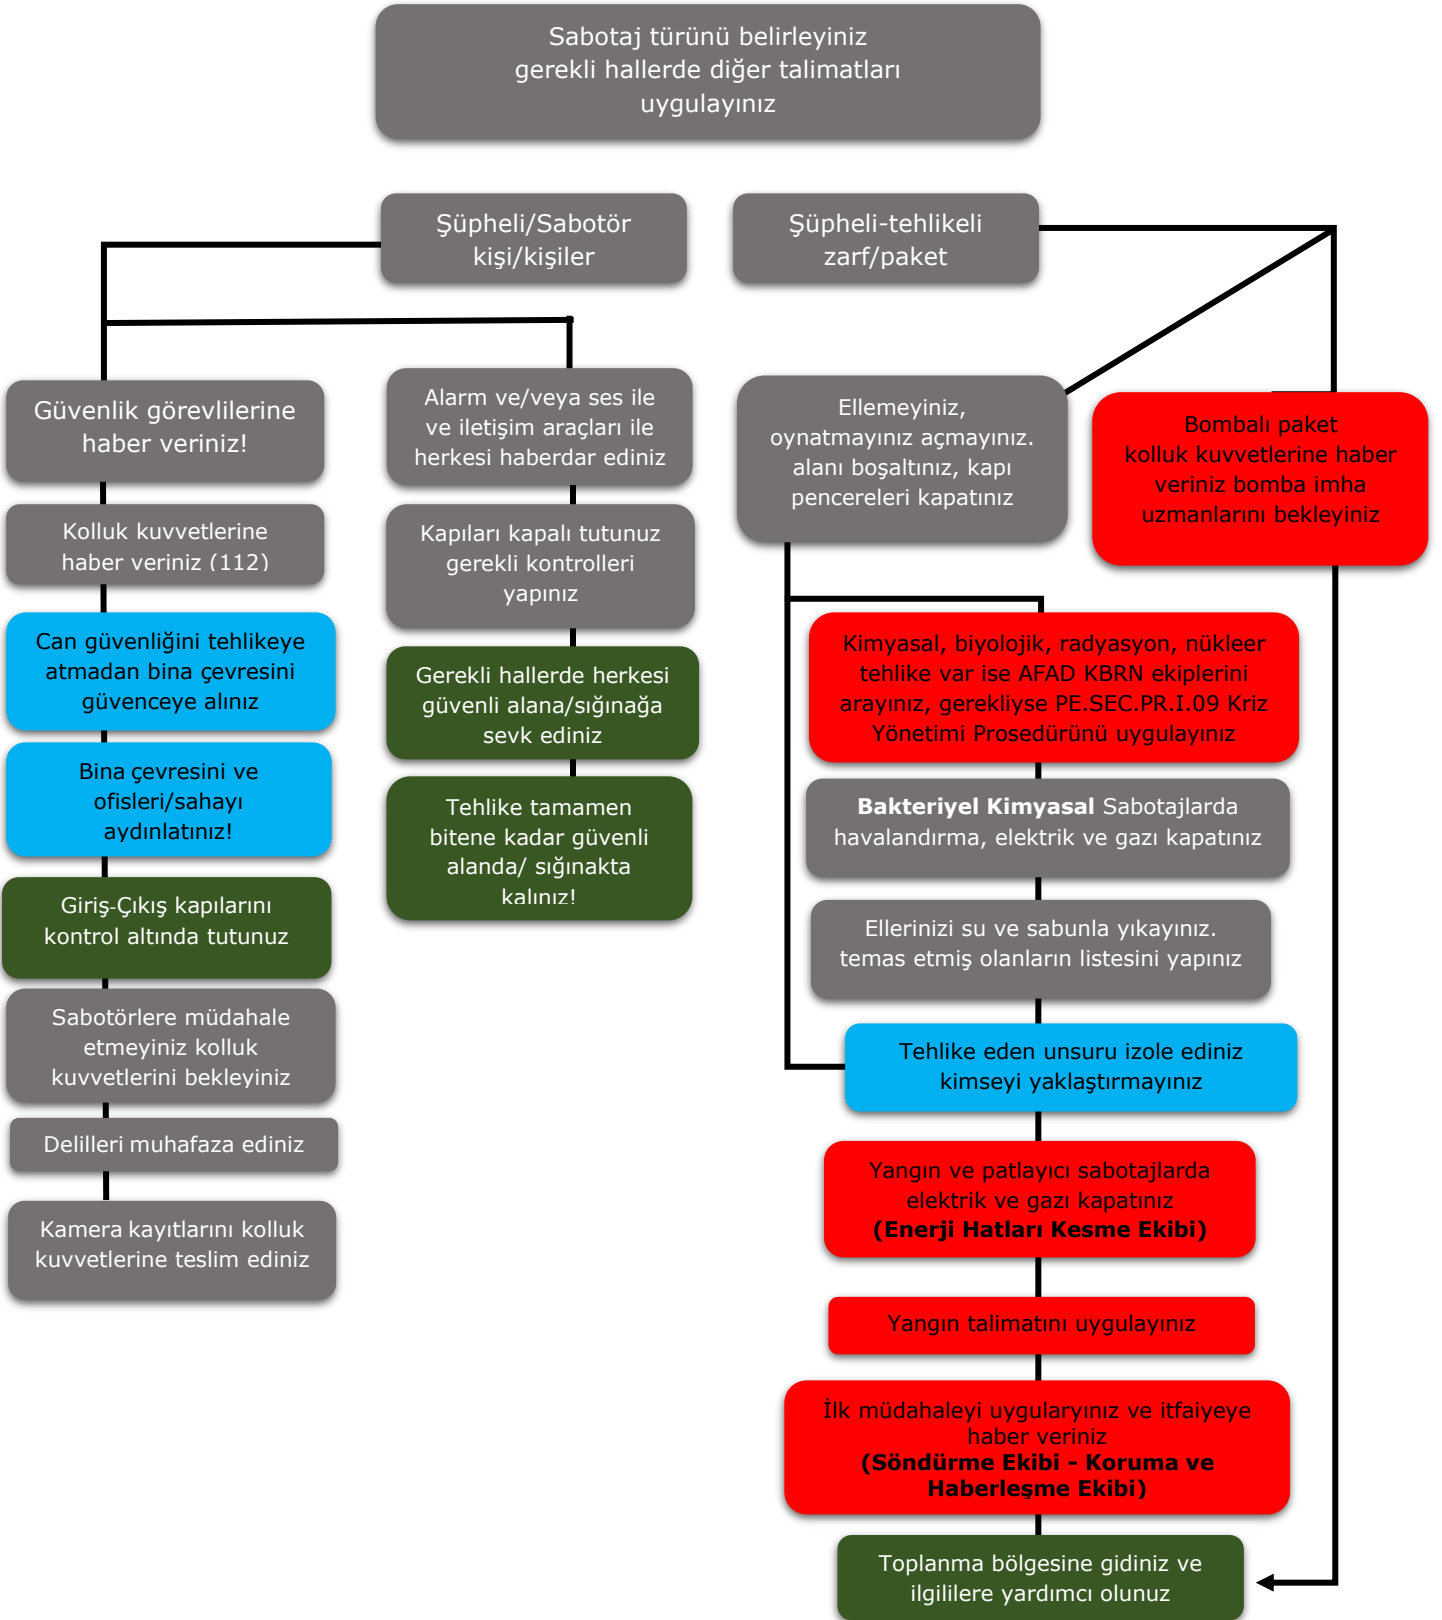 Sabotaj türünü belirleyiniz
gerekli hallerde diğer talimatları
uygulayınız
Şüpheli/Sabotör
kişi/kişiler
Şüpheli-tehlikeli
zarf/paket
Güvenlik görevlilerine
haber veriniz!
Kolluk kuvvetlerine
haber veriniz (112)
Can güvenliğini tehlikeye
atmadan bina çevresini
güvenceye alınız
Bina çevresini ve
ofisleri/sahayı
aydınlatınız!
Giriş-Çıkış kapılarını
kontrol altında tutunuz
Sabotörlere müdahale
etmeyiniz kolluk
kuvvetlerini bekleyiniz
Delilleri muhafaza ediniz
Kamera kayıtlarını kolluk
kuvvetlerine teslim ediniz
Alarm ve/veya ses ile
ve iletişim araçları ile
herkesi haberdar ediniz
Kapıları kapalı tutunuz
gerekli kontrolleri
yapınız
Gerekli hallerde herkesi
güvenli alana/sığınağa
sevk ediniz
Tehlike tamamen
bitene kadar güvenli
alanda/ sığınakta
kalınız!
Ellemeyiniz,
oynatmayınız açmayınız.
alanı boşaltınız, kapı
pencereleri kapatınız
Bombalı paket
kolluk kuvvetlerine haber
veriniz bomba imha
uzmanlarını bekleyiniz
Kimyasal, biyolojik, radyasyon, nükleer
tehlike var ise AFAD KBRN ekiplerini
arayınız, gerekliyse PE.SEC.PR.I.09 Kriz
Yönetimi Prosedürünü uygulayınız
Bakteriyel Kimyasal Sabotajlarda
havalandırma, elektrik ve gazı kapatınız
Ellerinizi su ve sabunla yıkayınız.
temas etmiş olanların listesini yapınız
Tehlike eden unsuru izole ediniz
kimseyi yaklaştırmayınız
Yangın ve patlayıcı sabotajlarda
elektrik ve gazı kapatınız
(Enerji Hatları Kesme Ekibi)
Yangın talimatını uygulayınız
İlk müdahaleyi uygularyınız ve itfaiyeye
haber veriniz
(Söndürme Ekibi - Koruma ve
Haberleşme Ekibi)
Toplanma bölgesine gidiniz ve
ilgililere yardımcı olunuz